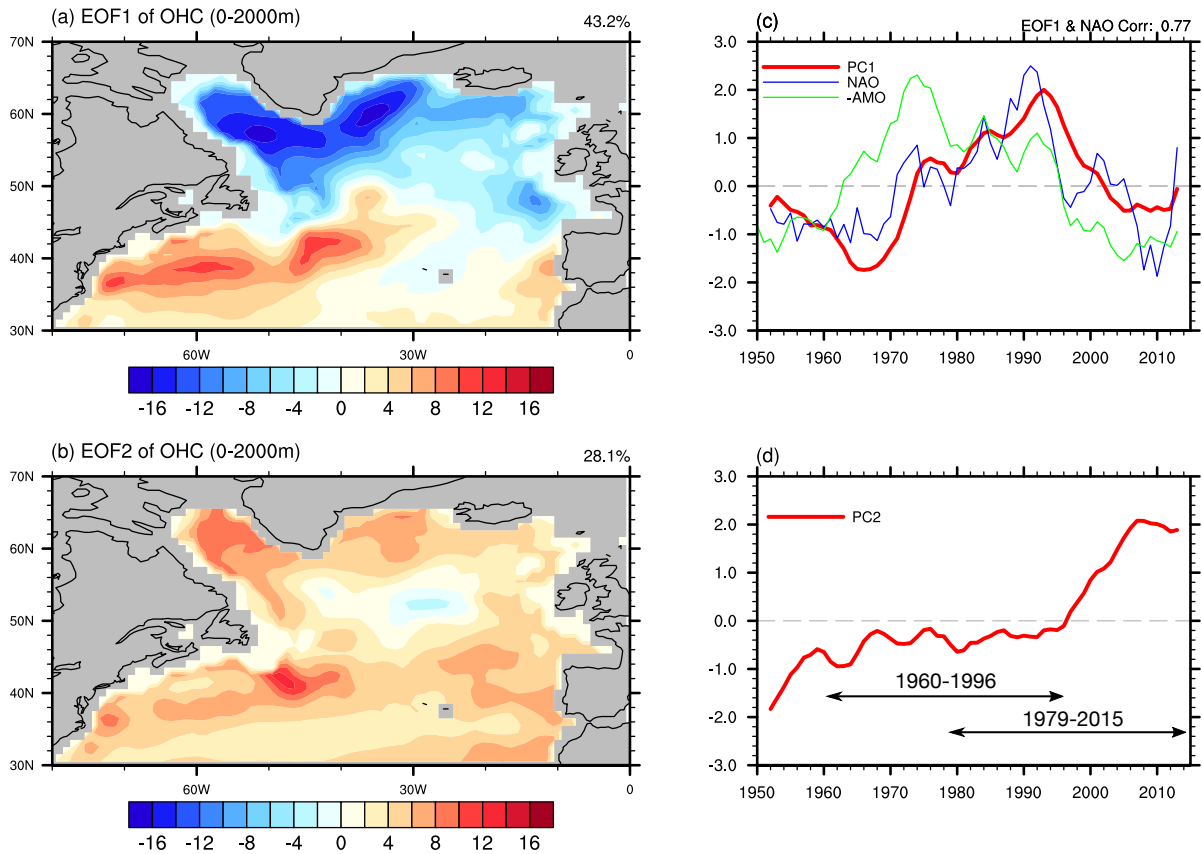 (a) EOF1 of OHC (0-2000m)
43.2%
70N
60N
50N
40N
30N
60W
30W
0
-16 -12 -8 -4 0 4 8 12 16
(c)
EOF1 & NAO Corr: 0.77
3.0
2.0
1.0
0.0
-1.0
-2.0
-3.0
PC1
NAO
-AMO
1950 1960 1970 1980 1990 2000 2010
(b) EOF2 of OHC (0-2000m)
28.1%
70N
60N
50N
40N
30N
60W
30W
0
-16 -12 -8 -4 0 4 8 12 16
(d)
3.0
2.0
1.0
0.0
-1.0
-2.0
-3.0
PC2
1960-1996
1979-2015
1950 1960 1970 1980 1990 2000 2010